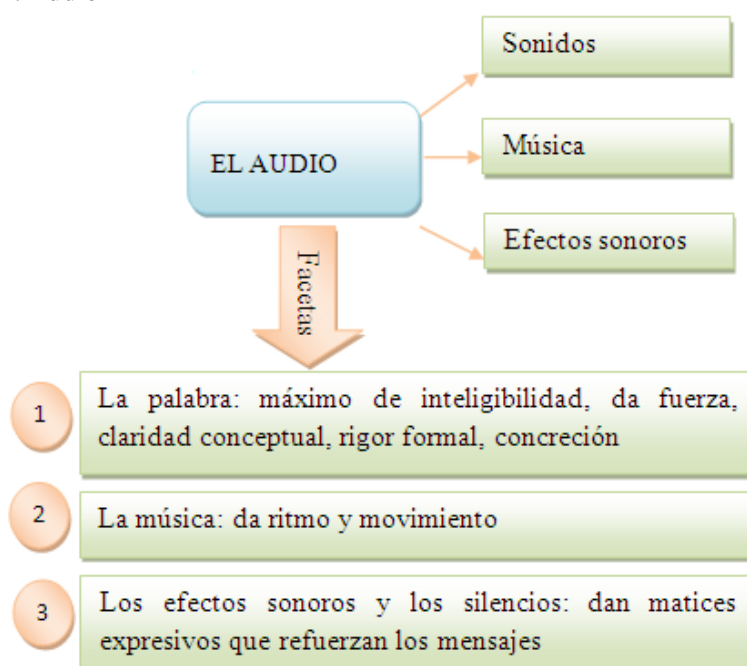 Sonidos
EL AUDIO
Música
Efectos sonoros
Facetas
1
La palabra: máximo de inteligibilidad, da fuerza,
claridad conceptual, rigor formal, concreción
2
La música: da ritmo y movimiento
3
Los efectos sonoros y los silencios: dan matices
expresivos que refuerzan los mensajes